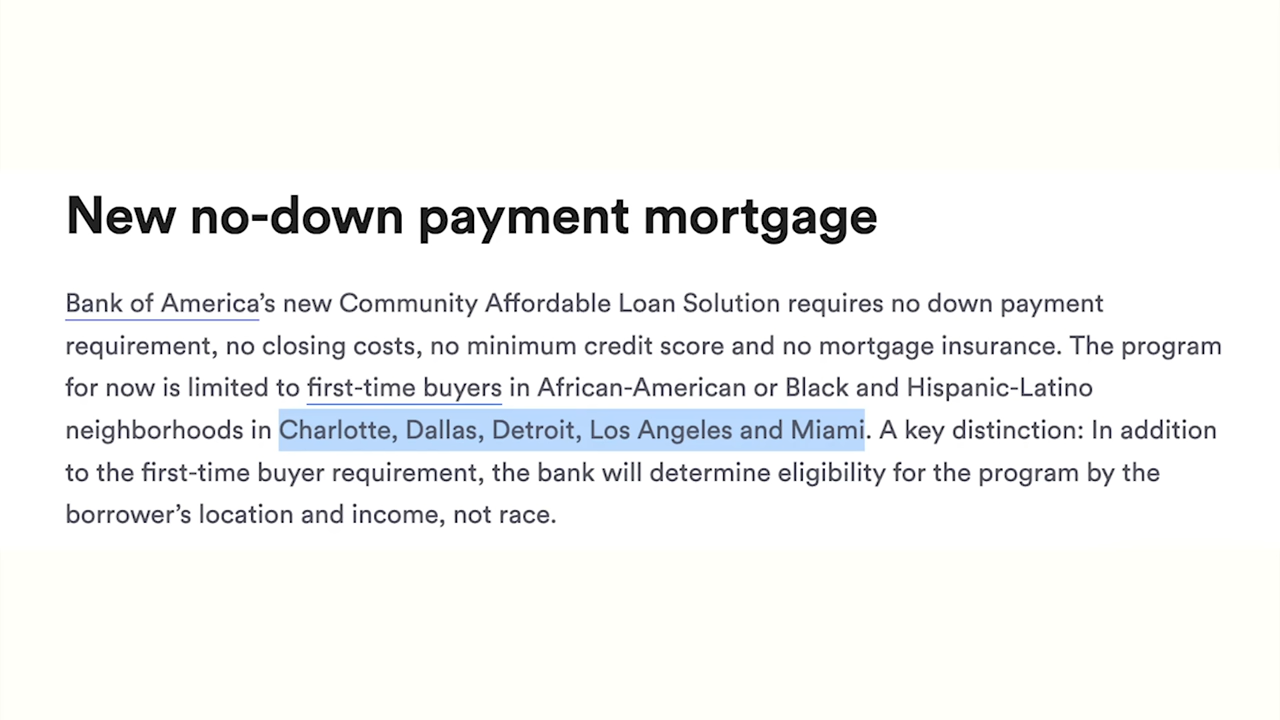 New no-down payment mortgage
Bank of America’s new Community Affordable Loan Solution requires no down payment
requirement, no closing costs, no minimum credit score and no mortgage insurance. The program
for now is limited to first-time buyers in African-American or Black and Hispanic-Latino
neighborhoods in Charlotte, Dallas, Detroit, Los Angeles and Miami. A key distinction: In addition
to the first-time buyer requirement, the bank will determine eligibility for the program by the
borrower’s location and income, not race.